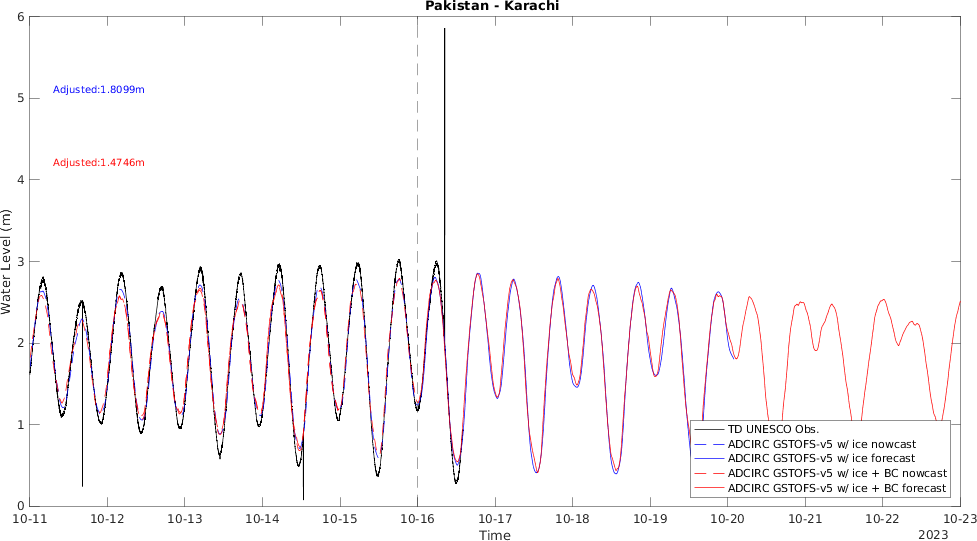 Pakistan - Karachi
6
5
4
3
2
1
0
Water Level (m)
Adjusted:1.8099m
Adjusted:1.4746m
TD UNESCO Obs.
ADCIRC GSTOFS-v5 w/ ice nowcast
ADCIRC GSTOFS-v5 w/ ice forecast
ADCIRC GSTOFS-v5 w/ ice + BC nowcast
ADCIRC GSTOFS-v5 w/ ice + BC forecast
10-11 10-12 10-13 10-14 10-15 10-16 10-17 10-18 10-19 10-20 10-21 10-22 10-23
Time
2023